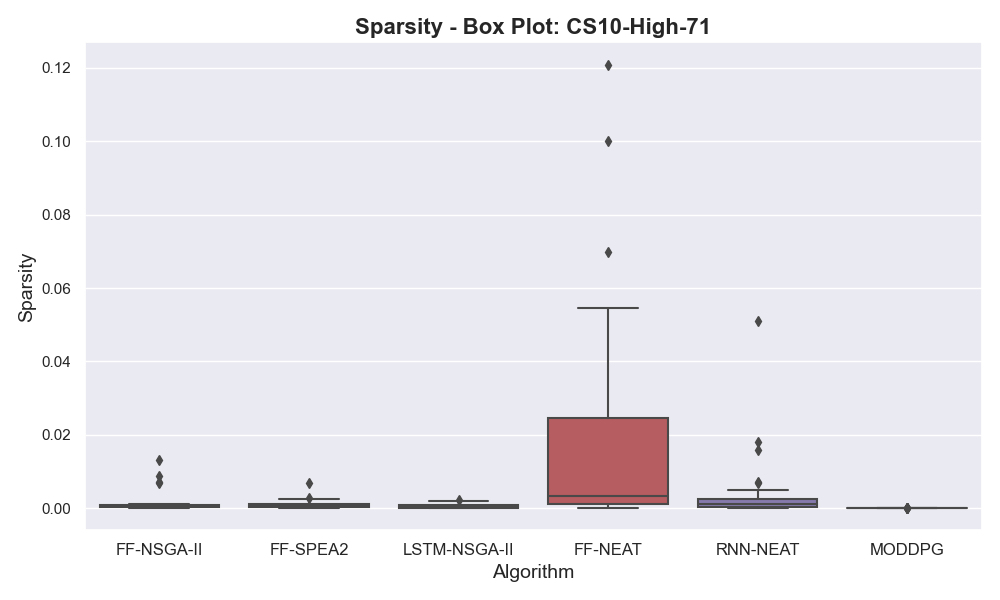 Sparsity - Box Plot: CS10-High-71
Sparsity
0.12
0.10
0.08
0.06
0.04
0.02
0.00
FF-NSGA-II FF-SPEA2 LSTM-NSGA-II FF-NEAT RNN-NEAT MODDPG
Algorithm